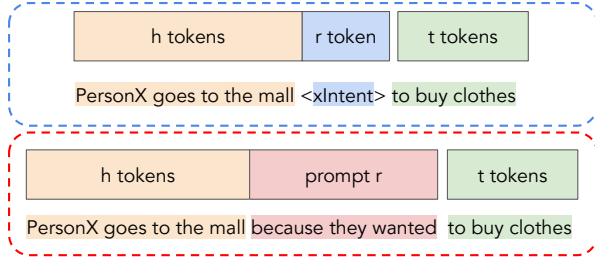 h tokens r token t tokens
PersonX goes to the mall <xIntent> to buy clothes
h tokens prompt r t tokens
PersonX goes to the mall because they wanted to buy clothes